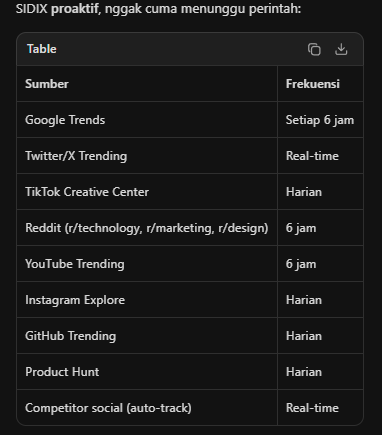 SIDIX proaktif, nggak cuma menunggu perintah:
Table
Sumber Frekuensi
Google Trends Setiap 6 jam
Twitter/X Trending Real-time
TikTok Creative Center Harian
Reddit (r/technology, r/marketing, r/design) 6 jam
YouTube Trending 6 jam
Instagram Explore Harian
GitHub Trending Harian
Product Hunt Harian
Competitor social (auto-track) Real-time